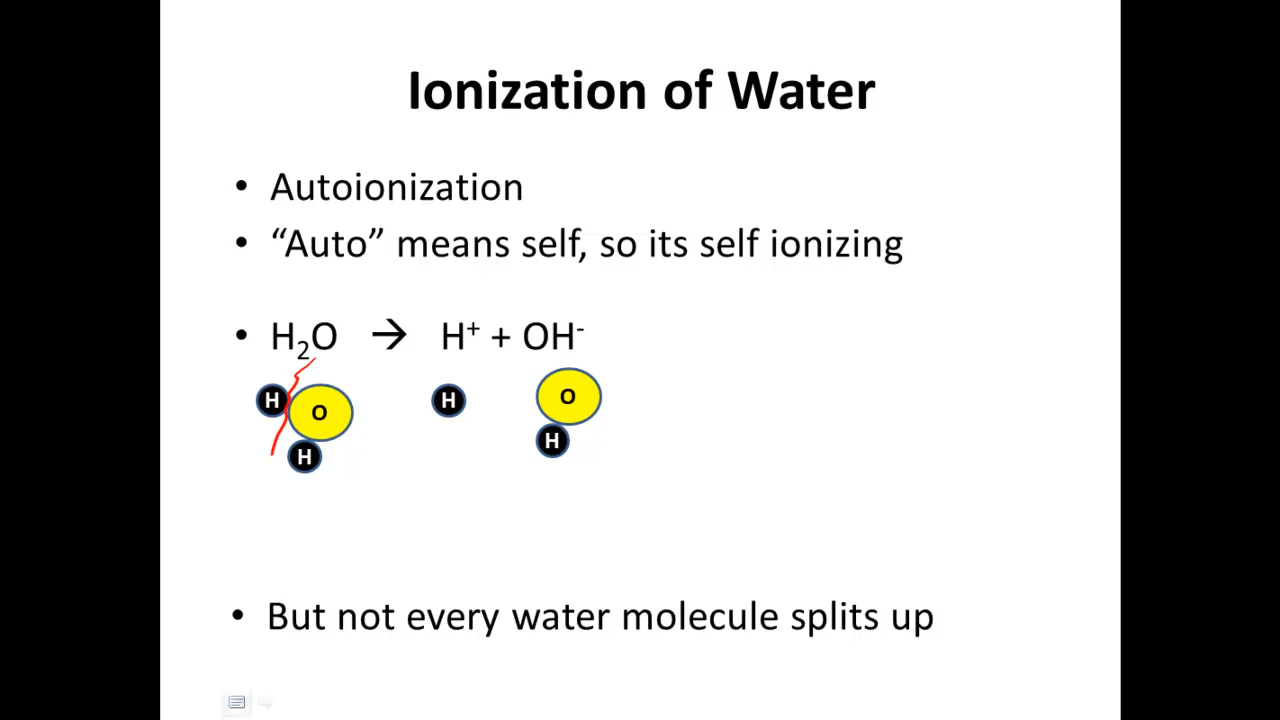 Ionization of Water
• Autoionization
• “Auto” means self, so its self ionizing
• H₂O → H⁺ + OH⁻
H O H O
H H
• But not every water molecule splits up